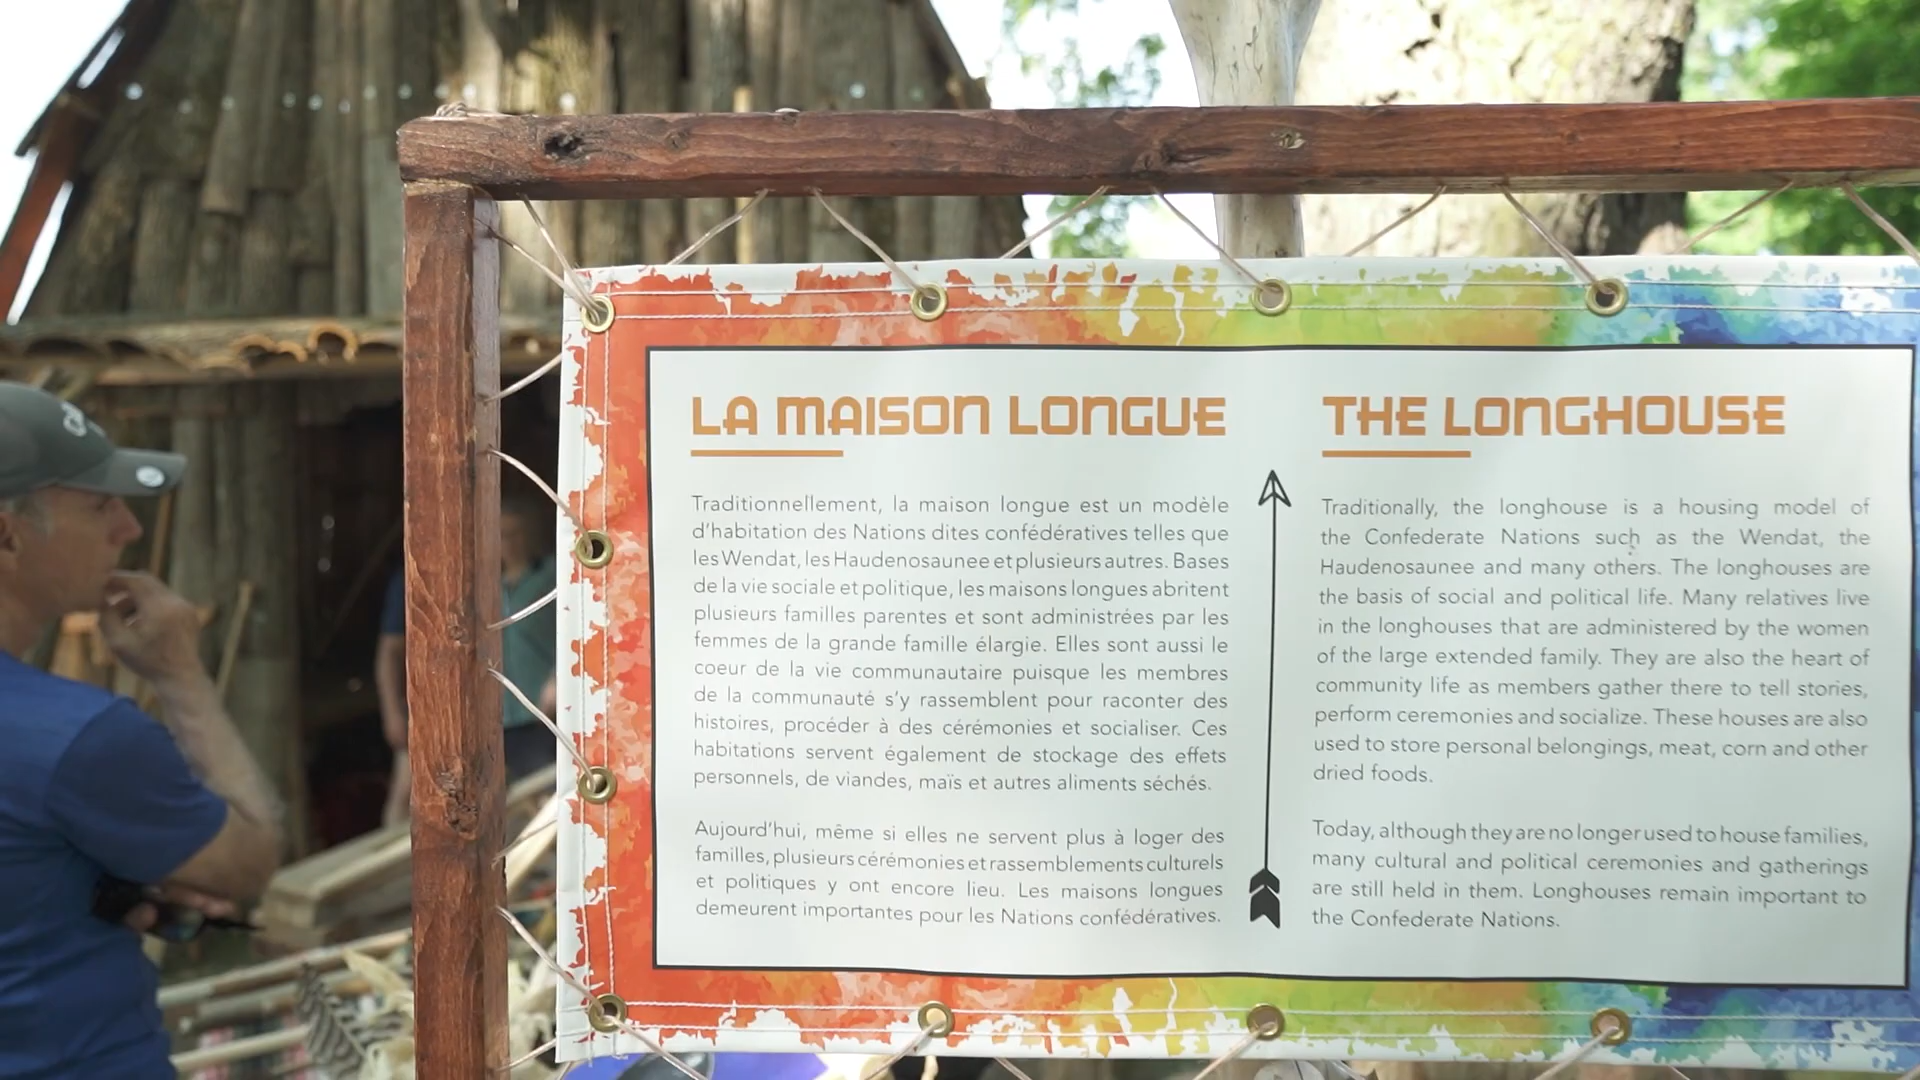 LA MAISON LONGUE
Traditionnellement, la maison longue est un modèle
d'habitation des Nations dites confédératives telles que
les Wendat, les Haudenosaunee et plusieurs autres. Bases
de la vie sociale et politique, les maisons longues abritent
plusieurs familles parentes et sont administrées par les
femmes de la grande famille élargie. Elles sont aussi le
coeur de la vie communautaire puisque les membres
de la communauté s'y rassemblent pour raconter des
histoires, procéder à des cérémonies et socialiser. Ces
habitations servent également de stockage des effets
personnels, de viandes, maïs et autres aliments séchés.
Aujourd'hui, même si elles ne servent plus à loger des
familles, plusieurs cérémonies et rassemblements culturels
et politiques y ont encore lieu. Les maisons longues
demeurent importantes pour les Nations confédératives.
THE LONGHOUSE
Traditionally, the longhouse is a housing model of
the Confederate Nations such as the Wendat, the
Haudenosaunee and many others. The longhouses are
the basis of social and political life. Many relatives live
in the longhouses that are administered by the women
of the large extended family. They are also the heart of
community life as members gather there to tell stories,
perform ceremonies and socialize. These houses are also
used to store personal belongings, meat, corn and other
dried foods.
Today, although they are no longer used to house families,
many cultural and political ceremonies and gatherings
are still held in them. Longhouses remain important to
the Confederate Nations.